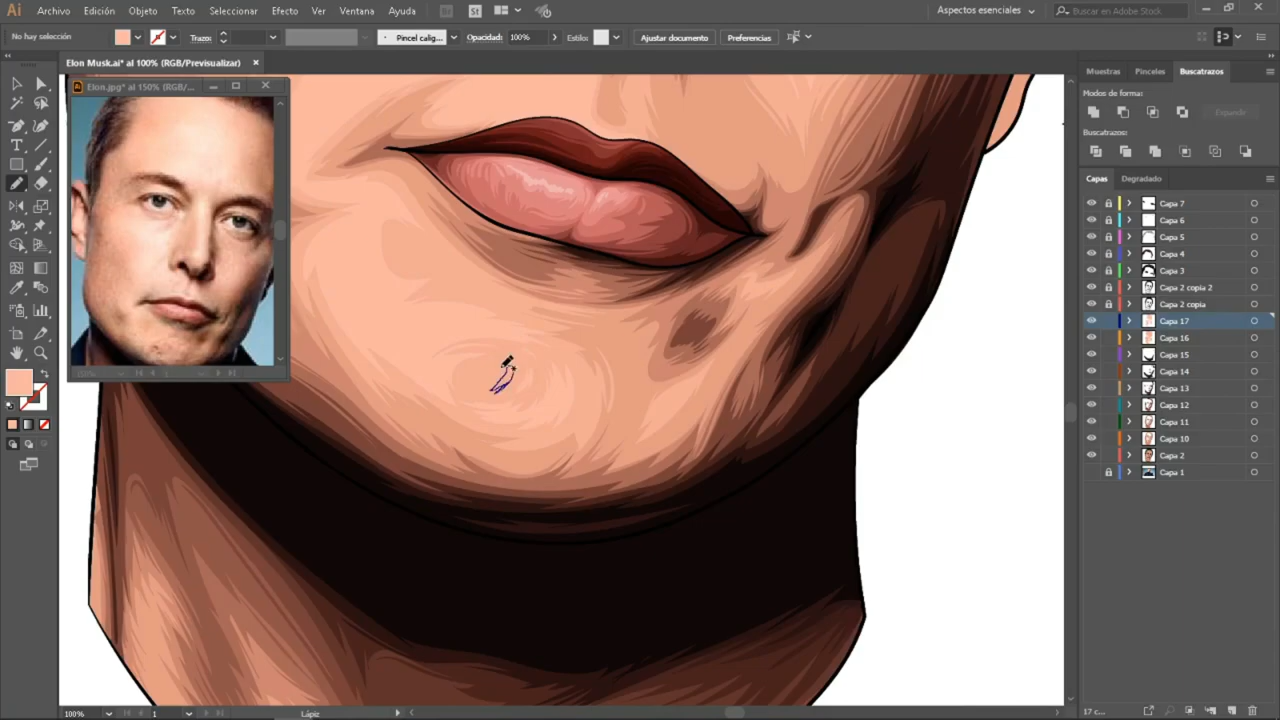 Ai
Archivo Edición Objeto Texto Seleccionar Efecto Ver Ventana Ayuda
Br
St
Aspectos esenciales
Buscar en Adobe Stock
No hay selección
Trazo:
Pincel calig...
Opacidad: 100%
Estilo:
Ajustar documento
Preferencias
Elon Musk.ai* al 100% (RGB/Previsualizar)
Elon.jpg* al 150% (RGB/...
Muestras Pinceles Buscatrazos
Modos de forma:
Expandir
Buscatrazos:
Capas Degradado
Capa 7
Capa 6
Capa 5
Capa 4
Capa 3
Capa 2 copia 2
Capa 2 copia
Capa 17
Capa 16
Capa 15
Capa 14
Capa 13
Capa 12
Capa 11
Capa 10
Capa 2
Capa 1
100%
1
Lápiz
17 c...